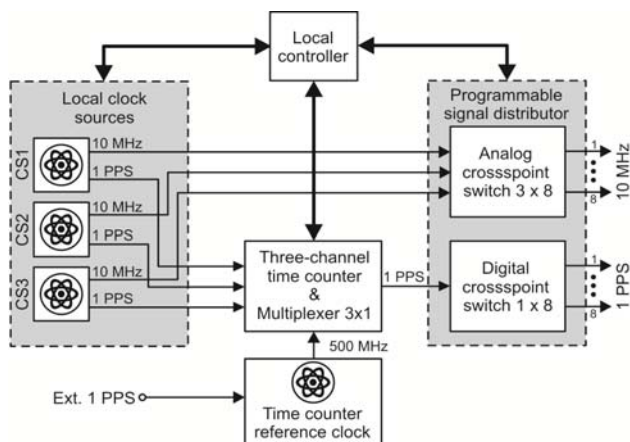 Local
controller
Local clock
sources
Programmable
signal distributor
CS1
10 MHz
1 PPS
CS2
10 MHz
1 PPS
CS3
10 MHz
1 PPS
Analog
crossspoint
switch 3 x 8
1
8
10 MHz
Three-channel
time counter
&
Multiplexer 3x1
1 PPS
Digital
crossspoint
switch 1 x 8
1
8
1 PPS
500 MHz
Ext. 1 PPS
Time counter
reference clock